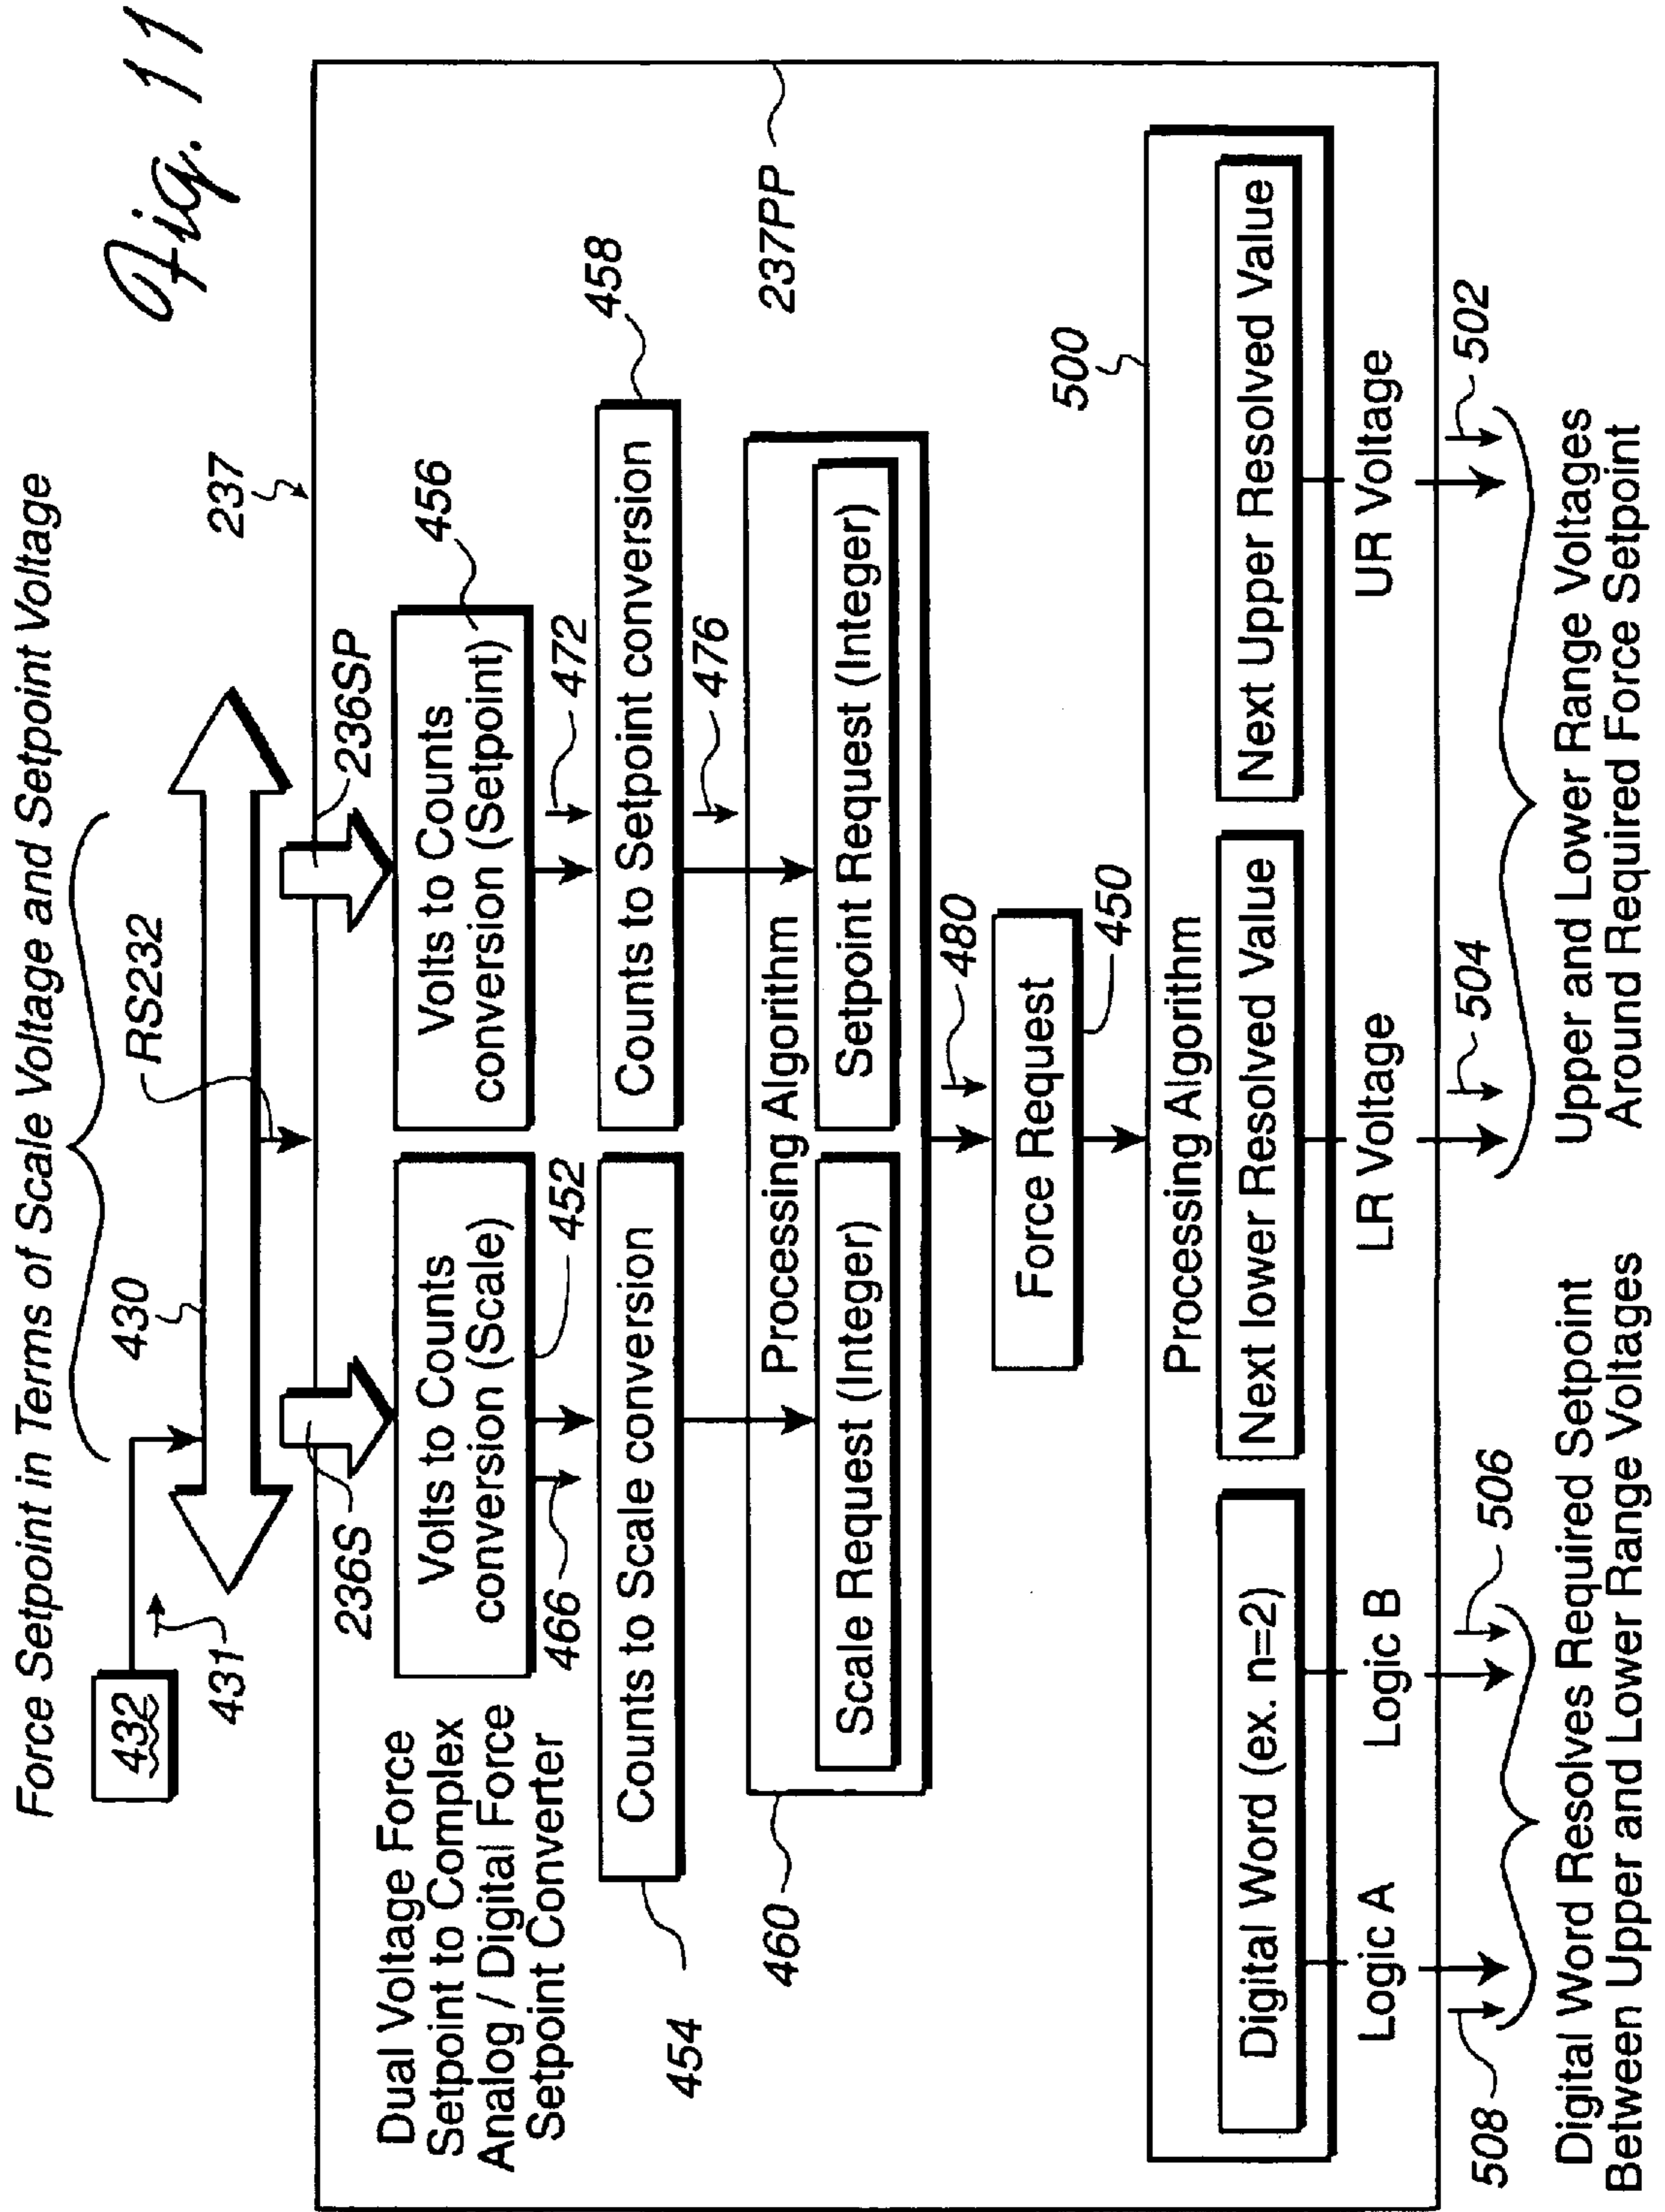 Fig. 11
Force Setpoint in Terms of Scale Voltage and Setpoint Voltage
432
431
430
RS232
237
236S
236SP
Dual Voltage Force
Setpoint to Complex
Analog / Digital Force
Setpoint Converter
Volts to Counts
conversion (Scale)
452
Volts to Counts
conversion (Setpoint)
456
466
472
454
Counts to Scale conversion
Counts to Setpoint conversion
458
476
460
Processing Algorithm
Scale Request (Integer)
Setpoint Request (Integer)
237PP
480
Force Request
450
500
Processing Algorithm
Digital Word (ex. n=2)
Next lower Resolved Value
Next Upper Resolved Value
Logic A
Logic B
LR Voltage
UR Voltage
508
506
504
502
Digital Word Resolves Required Setpoint
Between Upper and Lower Range Voltages
Upper and Lower Range Voltages
Around Required Force Setpoint